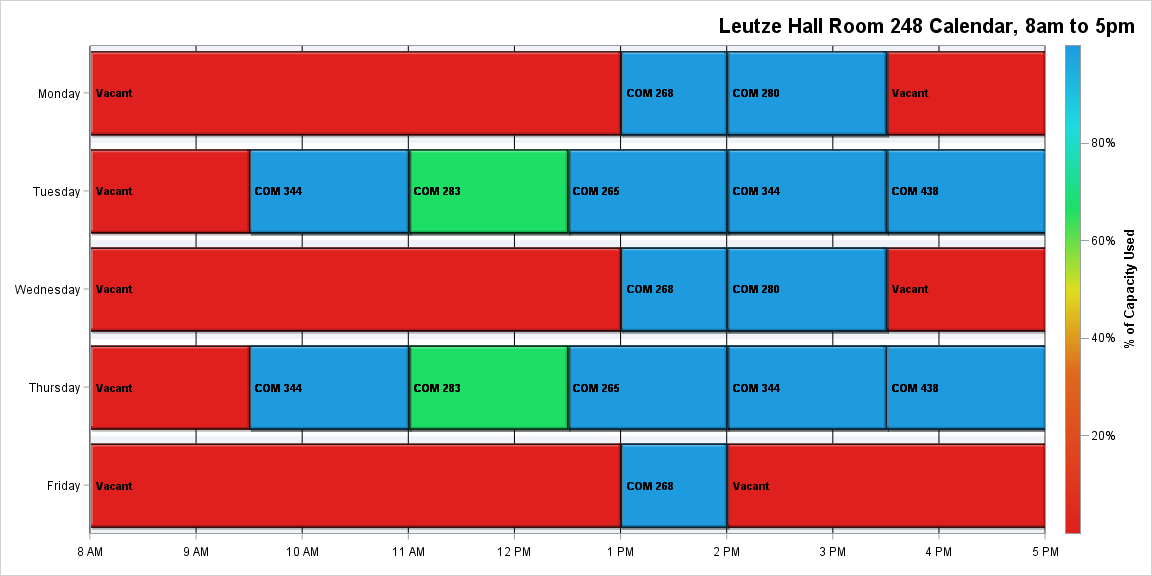 Leutze Hall Room 248 Calendar, 8am to 5pm
Monday
Vacant
COM 268
COM 280
Vacant
Tuesday
Vacant
COM 344
COM 283
COM 265
COM 344
COM 438
Wednesday
Vacant
COM 268
COM 280
Vacant
Thursday
Vacant
COM 344
COM 283
COM 265
COM 344
COM 438
Friday
Vacant
COM 268
Vacant
8 AM
9 AM
10 AM
11 AM
12 PM
1 PM
2 PM
3 PM
4 PM
5 PM
80%
60%
40%
20%
% of Capacity Used